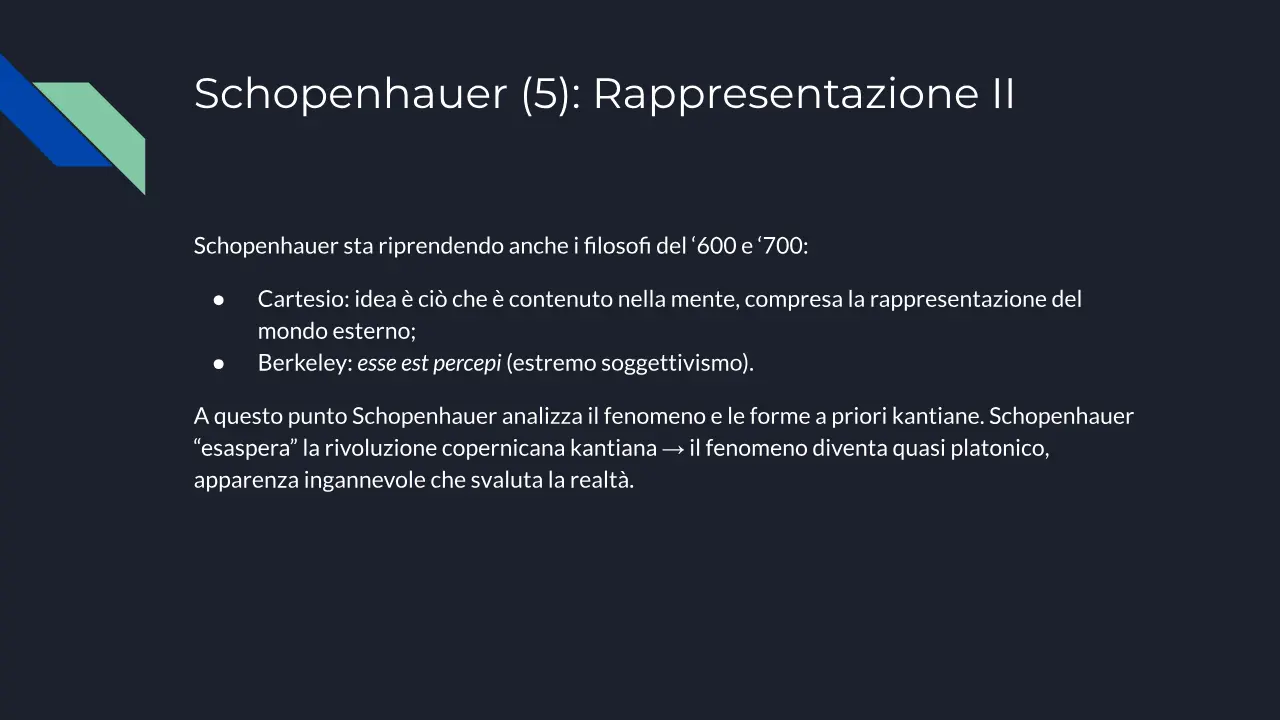 Schopenhauer (5): Rappresentazione II
Schopenhauer sta riprendendo anche i filosofi del ‘600 e ‘700:
● Cartesio: idea è ciò che è contenuto nella mente, compresa la rappresentazione del
mondo esterno;
● Berkeley: esse est percepi (estremo soggettivismo).
A questo punto Schopenhauer analizza il fenomeno e le forme a priori kantiane. Schopenhauer
“esaspera” la rivoluzione copernicana kantiana → il fenomeno diventa quasi platonico,
apparenza ingannevole che svaluta la realtà.